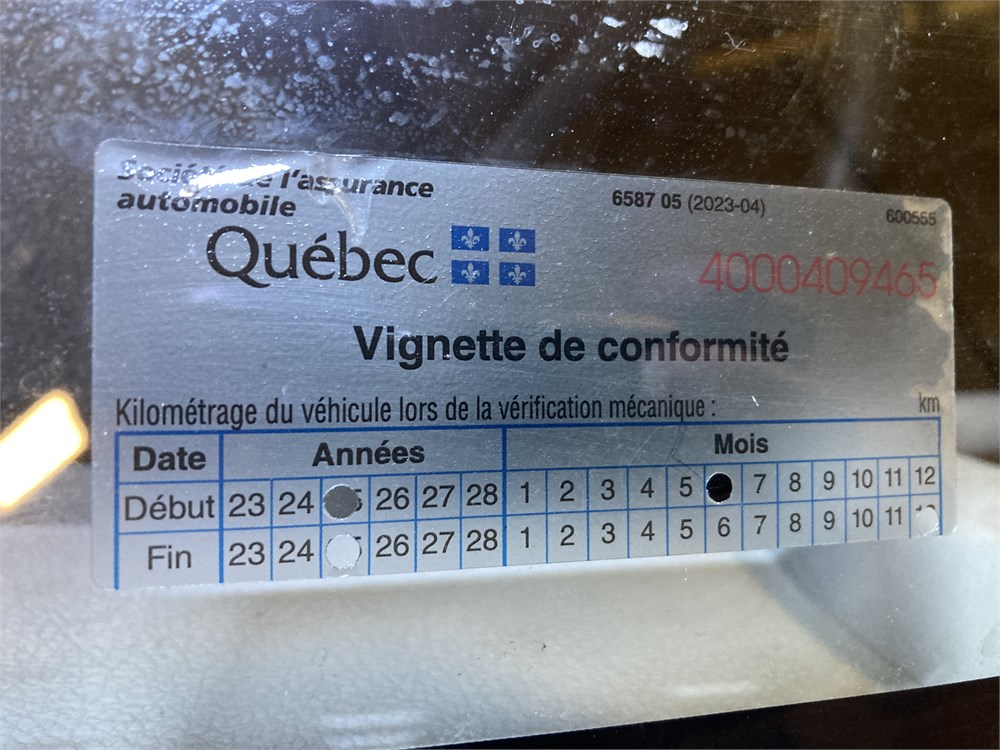 Société de l'assurance
automobile
Québec
6587 05 (2023-04)
600555
4000409465
Vignette de conformité
Kilométrage du véhicule lors de la vérification mécanique : km
Date Années Mois
Début 23 24 26 27 28 1 2 3 4 5 7 8 9 10 11 12
Fin 23 24 26 27 28 1 2 3 4 5 6 7 8 9 10 11